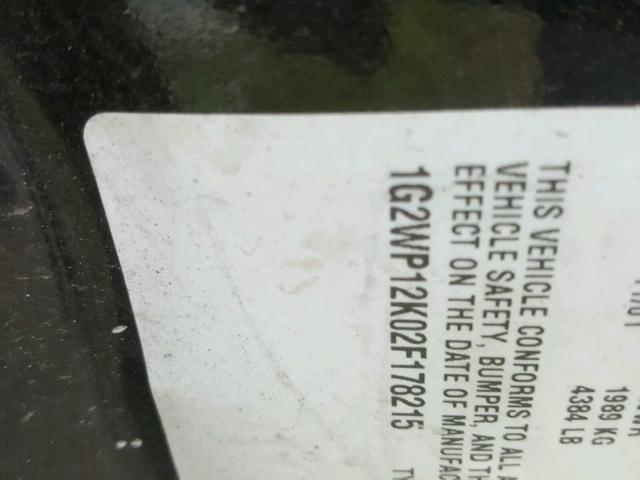 1989 KG
4384 LB
THIS VEHICLE CONFORMS TO ALL A
VEHICLE SAFETY, BUMPER, AND TH
EFFECT ON THE DATE OF MANUFAC
1G2WP12K02F178215 TY